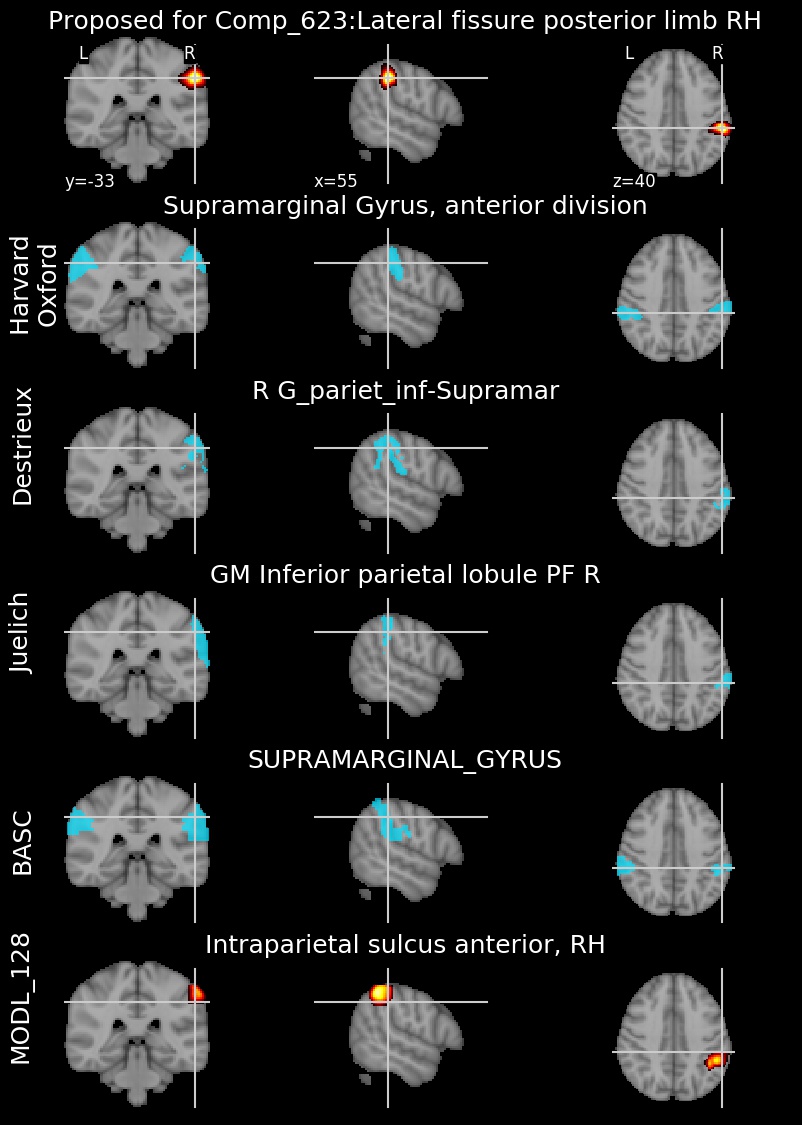 Proposed for Comp_623:Lateral fissure posterior limb RH
L R L R
y=-33 x=55 z=40
Supramarginal Gyrus, anterior division
Harvard
Oxford
R G_pariet_inf-Supramar
Destrieux
GM Inferior parietal lobule PF R
Juelich
SUPRAMARGINAL_GYRUS
BASC
Intraparietal sulcus anterior, RH
MODL_128